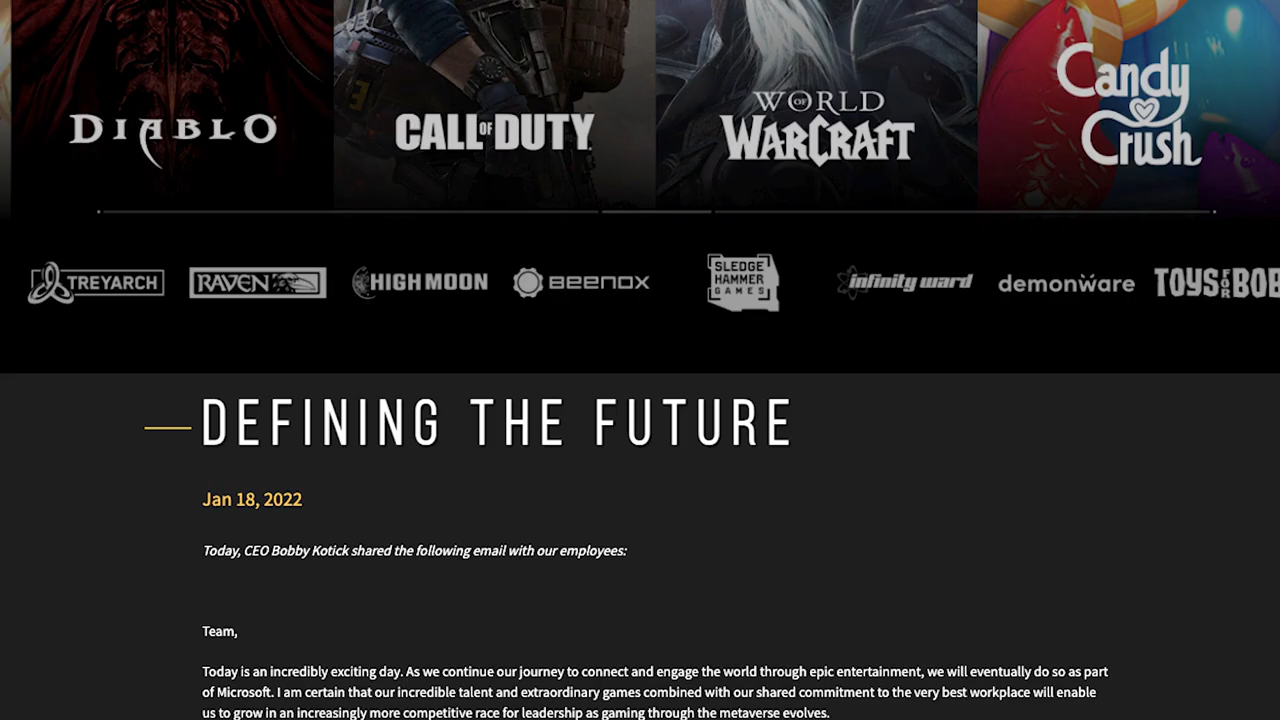 DIABLO
CALL OF DUTY
WORLD OF WARCRAFT
Candy Crush
TREYARCH
RAVEN
HIGH MOON
BEENOX
SLEDGE HAMMER GAMES
infinity ward
demonware
TOYS FOR BOB
DEFINING THE FUTURE
Jan 18, 2022
Today, CEO Bobby Kotick shared the following email with our employees:
Team,
Today is an incredibly exciting day. As we continue our journey to connect and engage the world through epic entertainment, we will eventually do so as part
of Microsoft. I am certain that our incredible talent and extraordinary games combined with our shared commitment to the very best workplace will enable
us to grow in an increasingly more competitive race for leadership as gaming through the metaverse evolves.